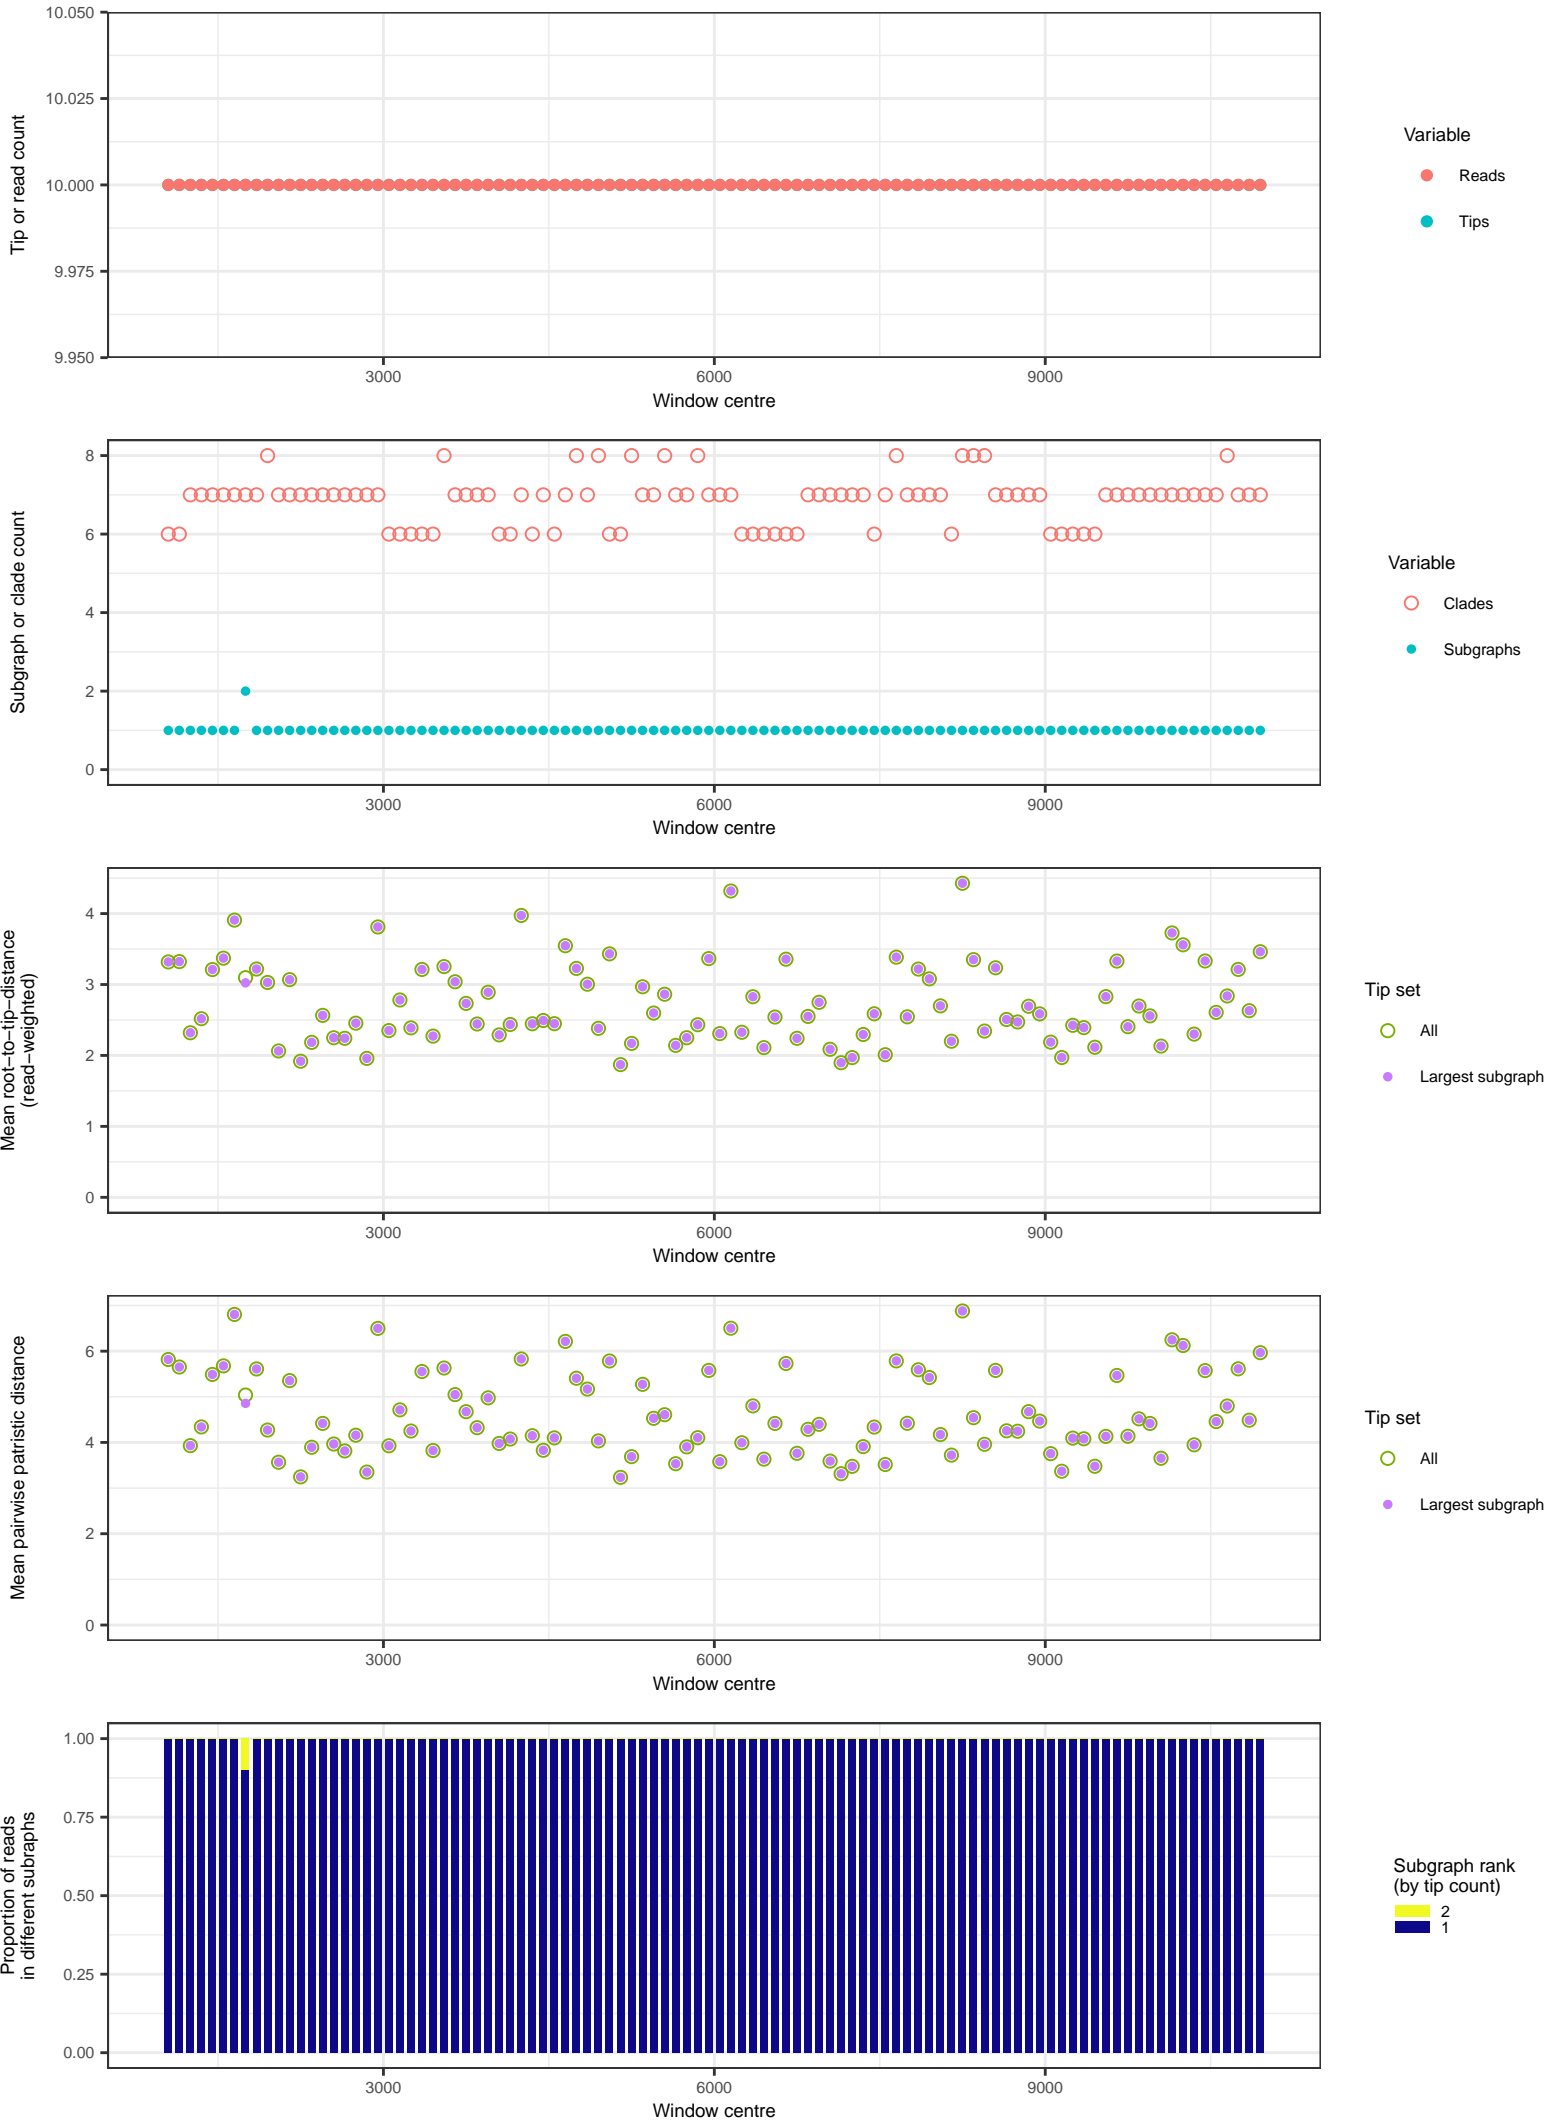 10.050
10.025
10.000
9.975
9.950
Tip or read count
3000 6000 9000
Window centre
Variable
Reads
Tips
8
6
4
2
0
Subgraph or clade count
3000 6000 9000
Window centre
Variable
Clades
Subgraphs
4
3
2
1
0
Mean root−to−tip−distance
(read−weighted)
3000 6000 9000
Window centre
Tip set
All
Largest subgraph
6
4
2
0
Mean pairwise patristic distance
3000 6000 9000
Window centre
Tip set
All
Largest subgraph
1.00
0.75
0.50
0.25
0.00
Proportion of reads
in different subraphs
3000 6000 9000
Window centre
Subgraph rank
(by tip count)
2
1